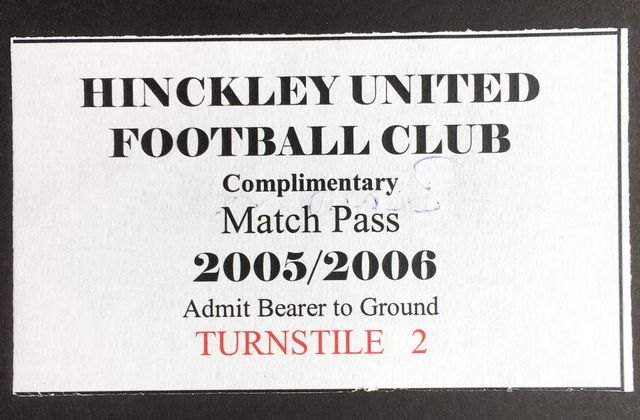 HINCKLEY UNITED
FOOTBALL CLUB
Complimentary
Match Pass
2005/2006
Admit Bearer to Ground
TURNSTILE 2